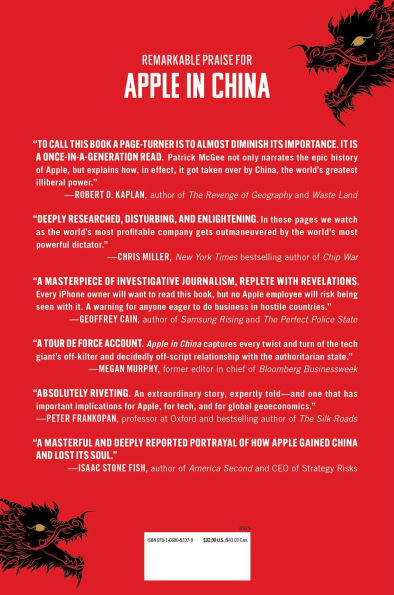 REMARKABLE PRAISE FOR
APPLE IN CHINA
“TO CALL THIS BOOK A PAGE-TURNER IS TO ALMOST DIMINISH ITS IMPORTANCE. IT IS
A ONCE-IN-A-GENERATION READ. Patrick McGee not only narrates the epic history
of Apple, but explains how, in effect, it got taken over by China, the world’s greatest
illiberal power.”
—ROBERT D. KAPLAN, author of The Revenge of Geography and Waste Land
“DEEPLY RESEARCHED, DISTURBING, AND ENLIGHTENING. In these pages we watch
as the world’s most profitable company gets outmaneuvered by the world’s most
powerful dictator.”
—CHRIS MILLER, New York Times bestselling author of Chip War
“A MASTERPIECE OF INVESTIGATIVE JOURNALISM, REPLETE WITH REVELATIONS.
Every iPhone owner will want to read this book, but no Apple employee will risk being
seen with it. A warning for anyone eager to do business in hostile countries.”
—GEOFFREY CAIN, author of Samsung Rising and The Perfect Police State
“A TOUR DE FORCE ACCOUNT. Apple in China captures every twist and turn of the tech
giant’s off-kilter and decidedly off-script relationship with the authoritarian state.”
—MEGAN MURPHY, former editor in chief of Bloomberg Businessweek
“ABSOLUTELY RIVETING. An extraordinary story, expertly told—and one that has
important implications for Apple, for tech, and for global geoeconomics.”
—PETER FRANKOPAN, professor at Oxford and bestselling author of The Silk Roads
“A MASTERFUL AND DEEPLY REPORTED PORTRAYAL OF HOW APPLE GAINED CHINA
AND LOST ITS SOUL.”
—ISAAC STONE FISH, author of America Second and CEO of Strategy Risks
ISBN 978-1-6680-5337-9 $32.00 U.S. /$43.00 Can.